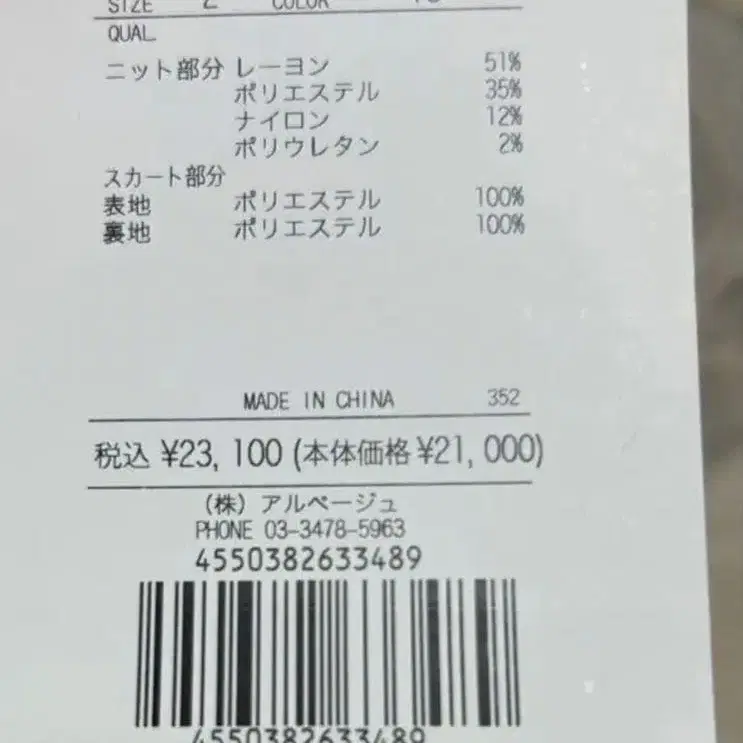 SIZE 2 COLOR
QUAL
ニット部分 レーヨン 51%
ポリエステル 35%
ナイロン 12%
ポリウレタン 2%
スカート部分
表地 ポリエステル 100%
裏地 ポリエステル 100%
MADE IN CHINA 352
税込 ¥23, 100 (本体価格 ¥21, 000)
(株) アルページュ
PHONE 03-3478-5963
4550382633489
4550382633489